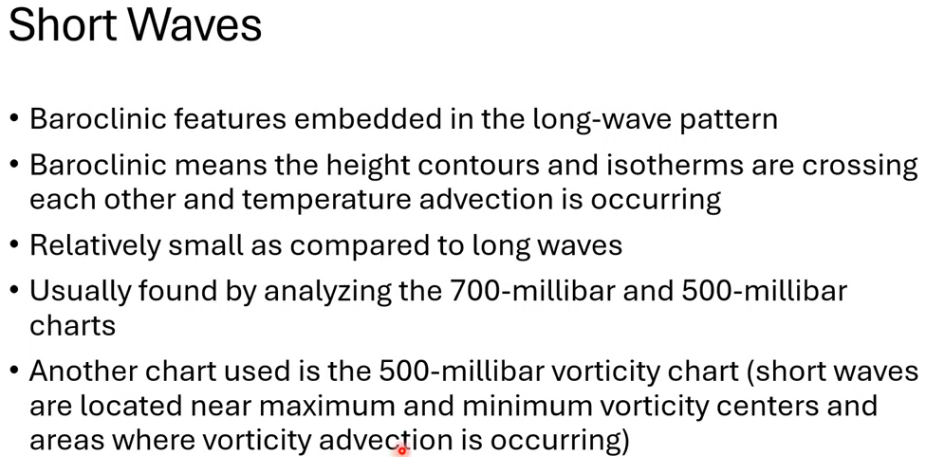 Short Waves
• Baroclinic features embedded in the long-wave pattern
• Baroclinic means the height contours and isotherms are crossing
each other and temperature advection is occurring
• Relatively small as compared to long waves
• Usually found by analyzing the 700-millibar and 500-millibar
charts
• Another chart used is the 500-millibar vorticity chart (short waves
are located near maximum and minimum vorticity centers and
areas where vorticity advection is occurring)